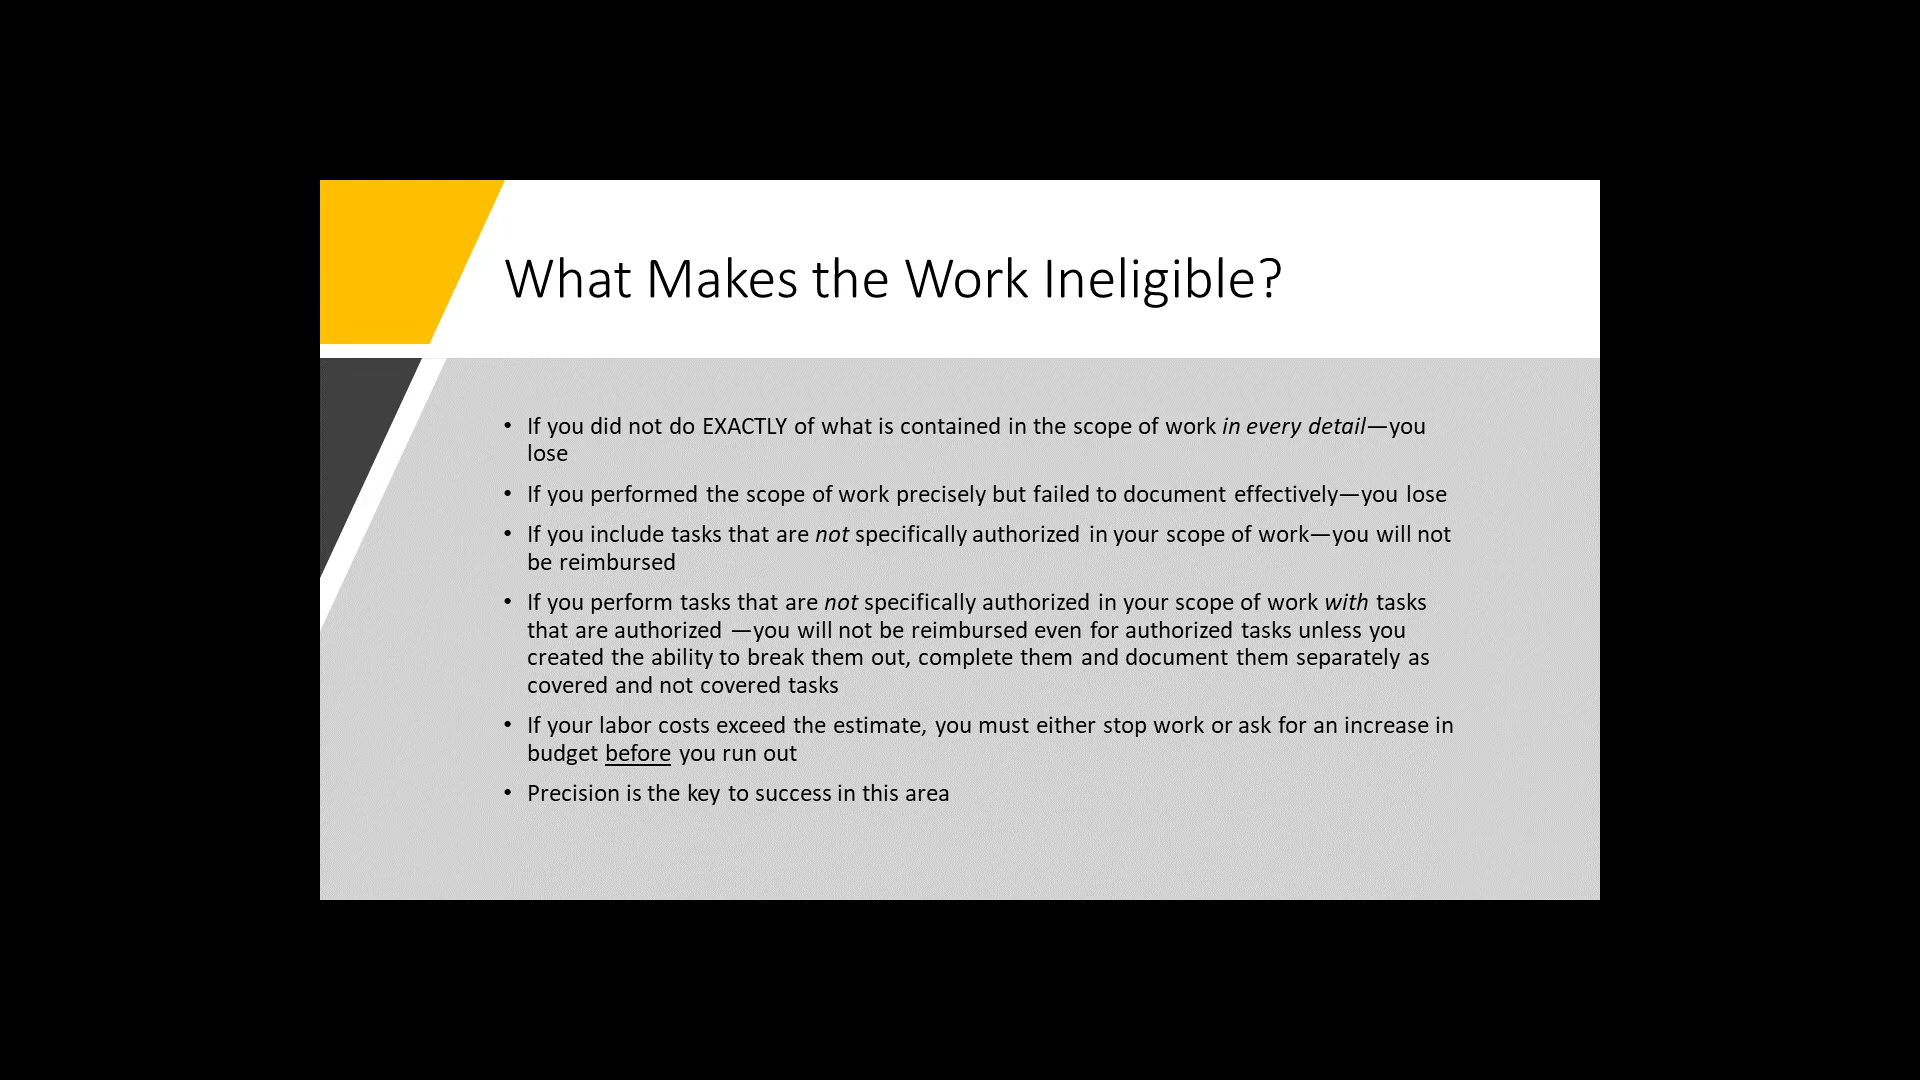 What Makes the Work Ineligible?
• If you did not do EXACTLY of what is contained in the scope of work in every detail—you
lose
• If you performed the scope of work precisely but failed to document effectively—you lose
• If you include tasks that are not specifically authorized in your scope of work—you will not
be reimbursed
• If you perform tasks that are not specifically authorized in your scope of work with tasks
that are authorized —you will not be reimbursed even for authorized tasks unless you
created the ability to break them out, complete them and document them separately as
covered and not covered tasks
• If your labor costs exceed the estimate, you must either stop work or ask for an increase in
budget before you run out
• Precision is the key to success in this area